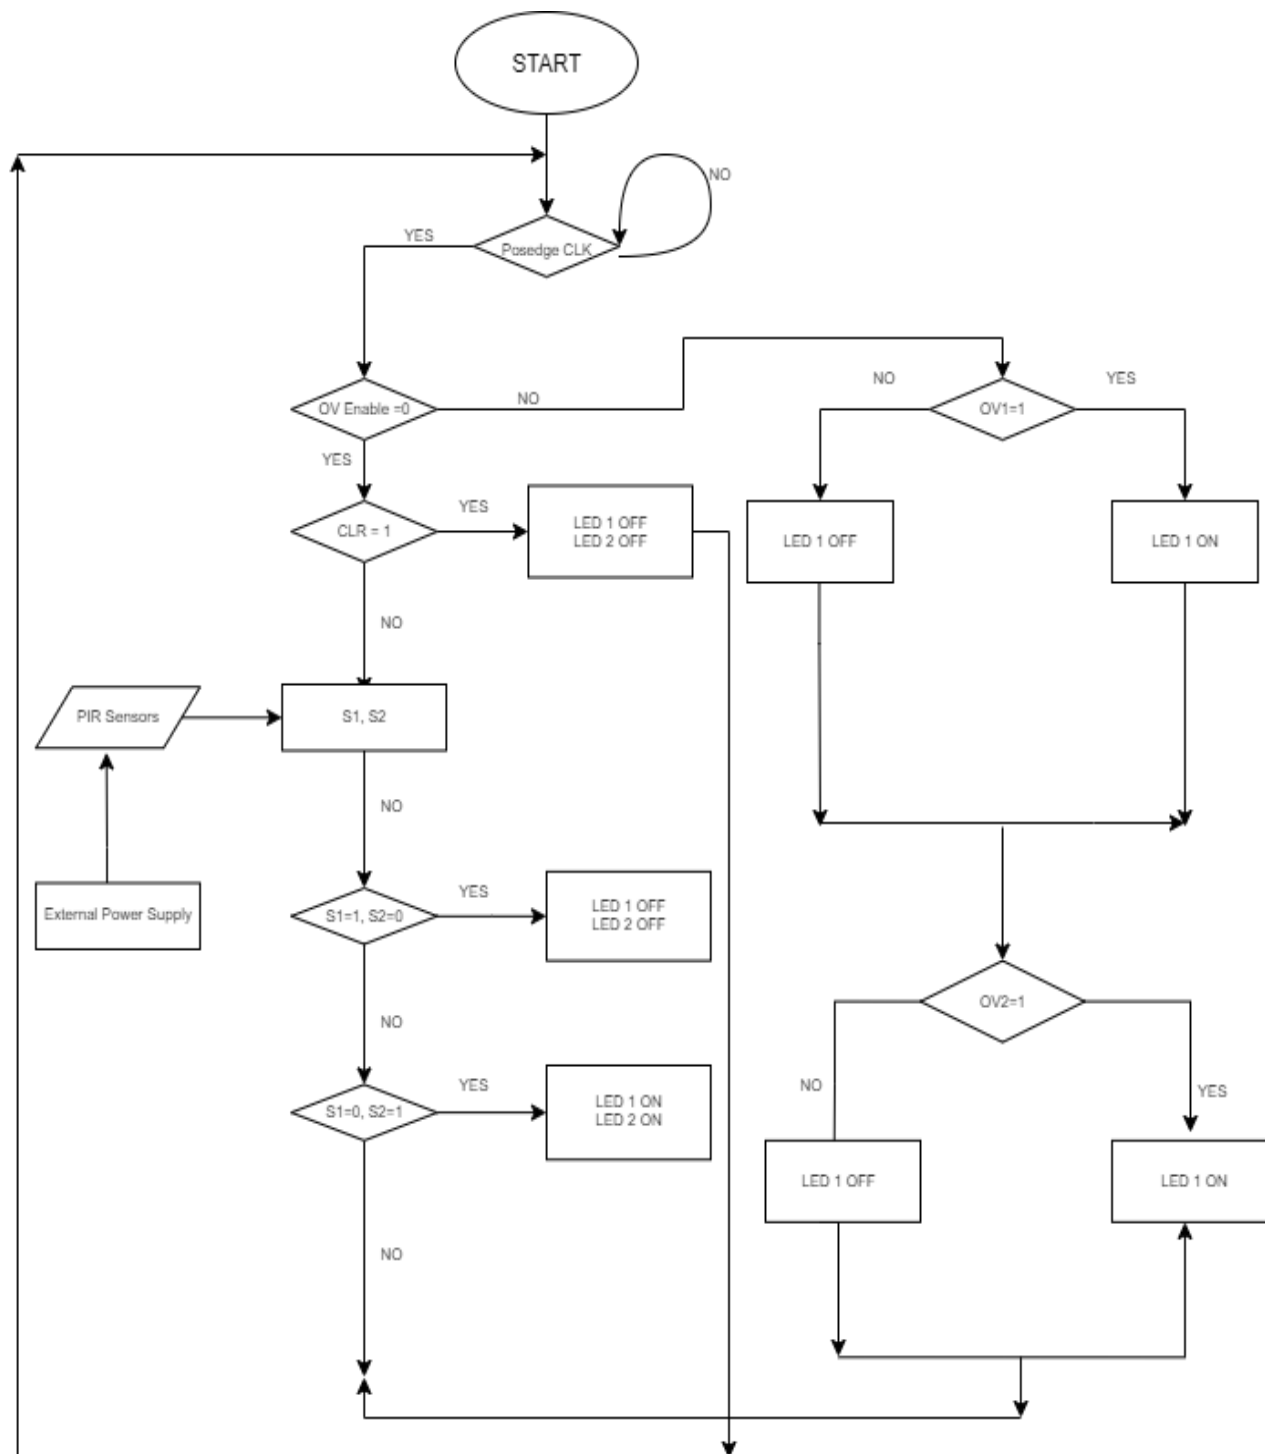 START
NO
YES
Posedge CLK
OV Enable =0
NO
NO
YES
OV1=1
YES
CLR = 1
YES
LED 1 OFF
LED 2 OFF
LED 1 OFF
LED 1 ON
NO
PIR Sensors
S1, S2
NO
External Power Supply
S1=1, S2=0
YES
LED 1 OFF
LED 2 OFF
OV2=1
NO
S1=0, S2=1
YES
LED 1 ON
LED 2 ON
NO
YES
LED 1 OFF
LED 1 ON
NO